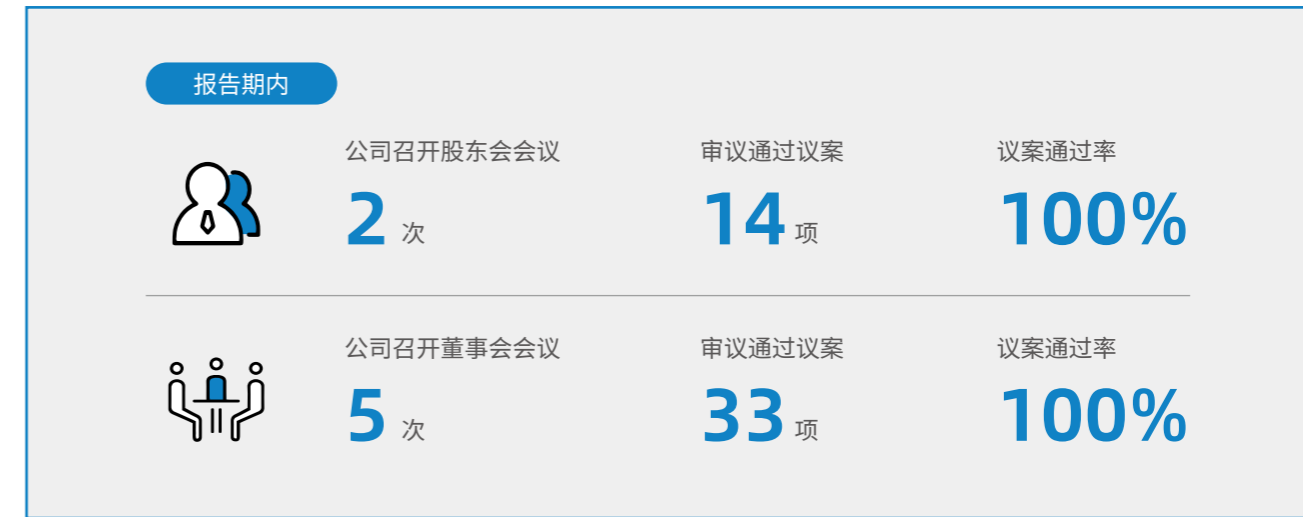 报告期内
公司召开股东会会议 审议通过议案 议案通过率
2 次 14 项 100%
公司召开董事会会议 审议通过议案 议案通过率
5 次 33 项 100%